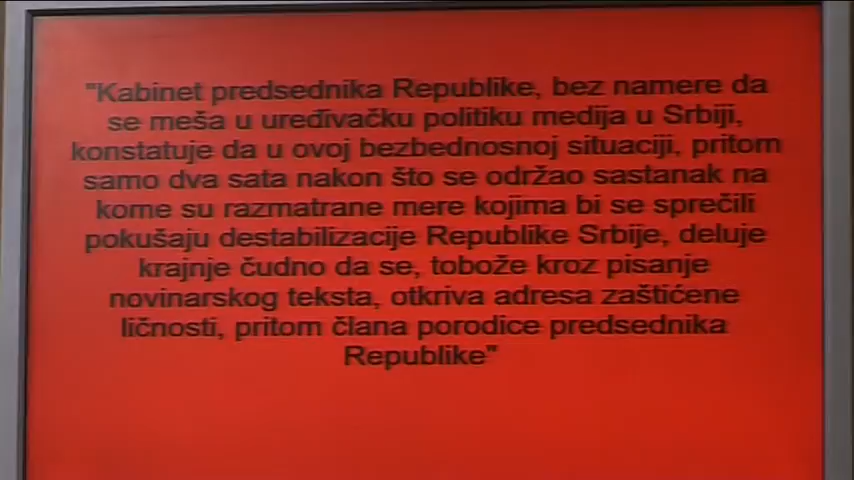 "Kabinet predsednika Republike, bez namere da
se meša u uređivačku politiku medija u Srbiji,
konstatuje da u ovoj bezbednosnoj situaciji, pritom
samo dva sata nakon što se održao sastanak na
kome su razmatrane mere kojima bi se sprečili
pokušaju destabilizacije Republike Srbije, deluje
krajnje čudno da se, tobože kroz pisanje
novinarskog teksta, otkriva adresa zaštićene
ličnosti, pritom člana porodice predsednika
Republike"